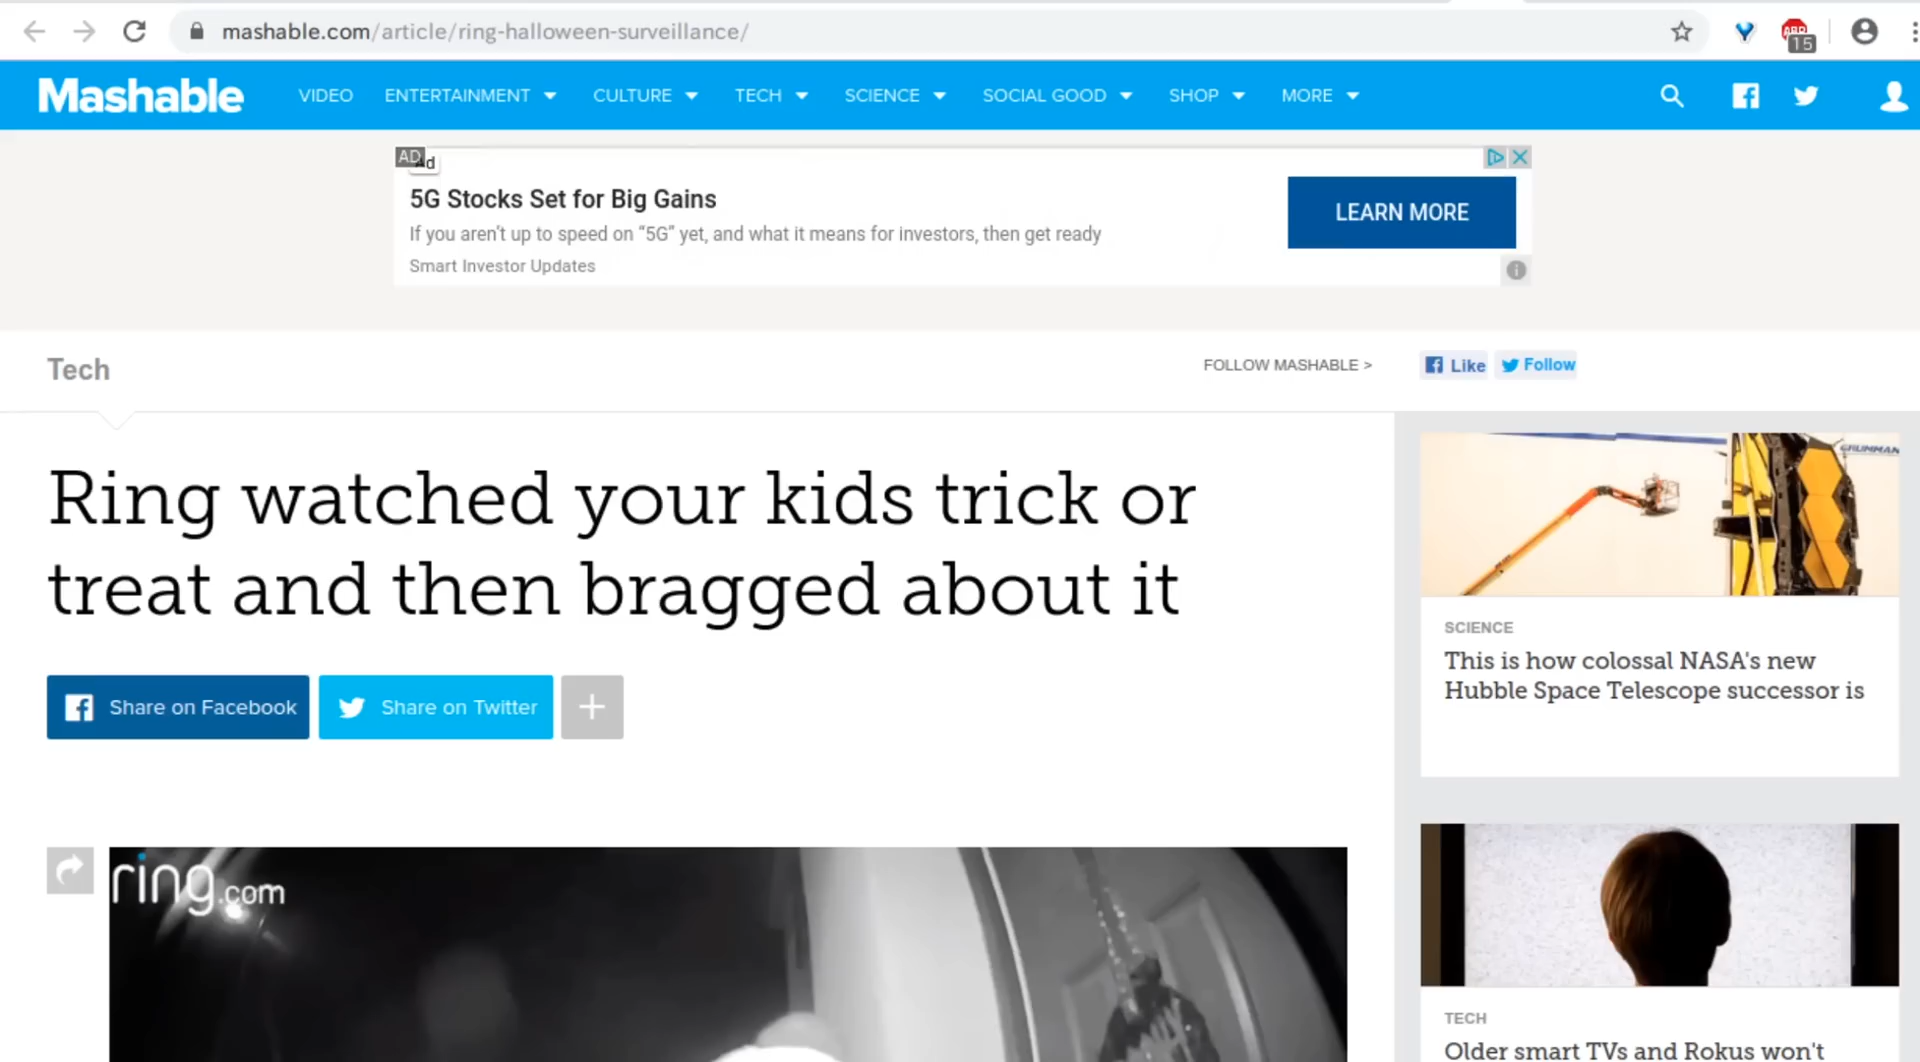 mashable.com/article/ring-halloween-surveillance/
ABP
15
Mashable
VIDEO ENTERTAINMENT CULTURE TECH SCIENCE SOCIAL GOOD SHOP MORE
AD
Ad
5G Stocks Set for Big Gains
If you aren't up to speed on “5G” yet, and what it means for investors, then get ready
Smart Investor Updates
LEARN MORE
Tech
FOLLOW MASHABLE >
Like
Follow
Ring watched your kids trick or
treat and then bragged about it
Share on Facebook
Share on Twitter
ring.com
GRUMMAN
SCIENCE
This is how colossal NASA's new
Hubble Space Telescope successor is
TECH
Older smart TVs and Rokus won't